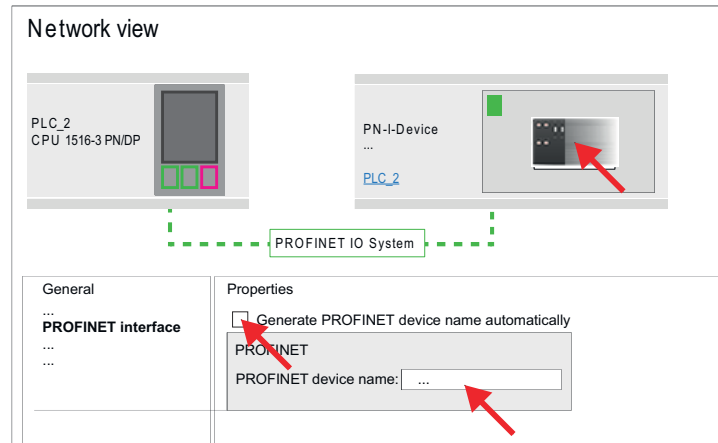 Network view
PLC_2
CPU 1516-3 PN/DP
PN-I-Device
...
PLC_2
PROFINET IO System
General
...
PROFINET interface
...
...
Properties
Generate PROFINET device name automatically
PROFINET
PROFINET device name:
...